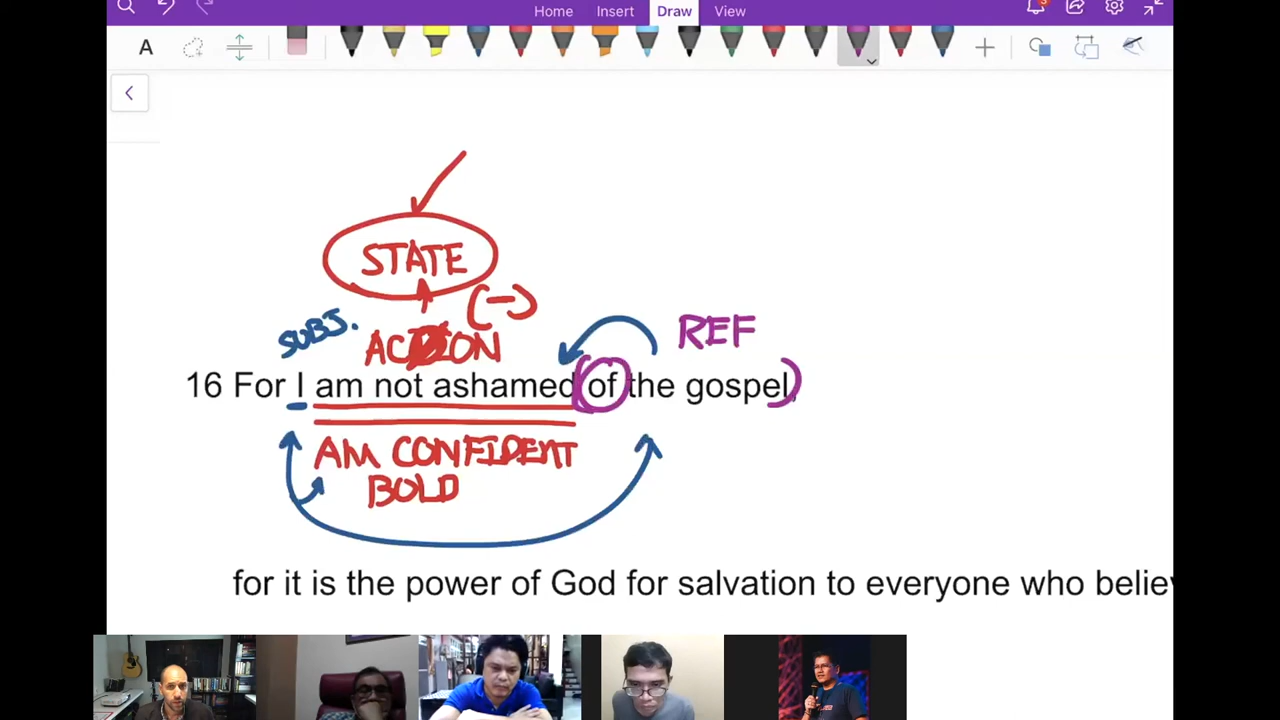 Home Insert Draw View
A
STATE
(-)
SUBJ.
ACTION
REF
16 For I am not ashamed (of the gospel,)
AM CONFIDENT
BOLD
for it is the power of God for salvation to everyone who believ